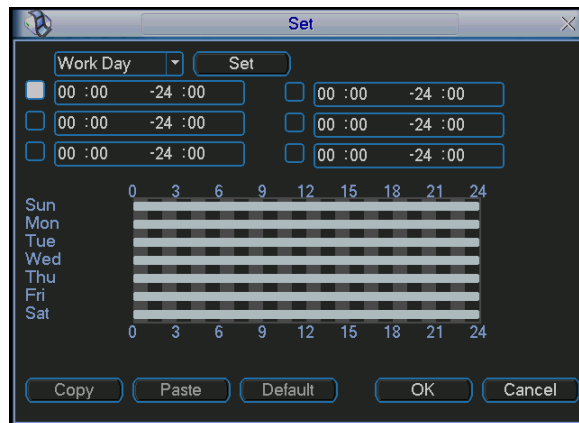 Set
Work Day Set
00 :00 -24 :00 00 :00 -24 :00
00 :00 -24 :00 00 :00 -24 :00
00 :00 -24 :00 00 :00 -24 :00
0 3 6 9 12 15 18 21 24
Sun
Mon
Tue
Wed
Thu
Fri
Sat
0 3 6 9 12 15 18 21 24
Copy Paste Default OK Cancel